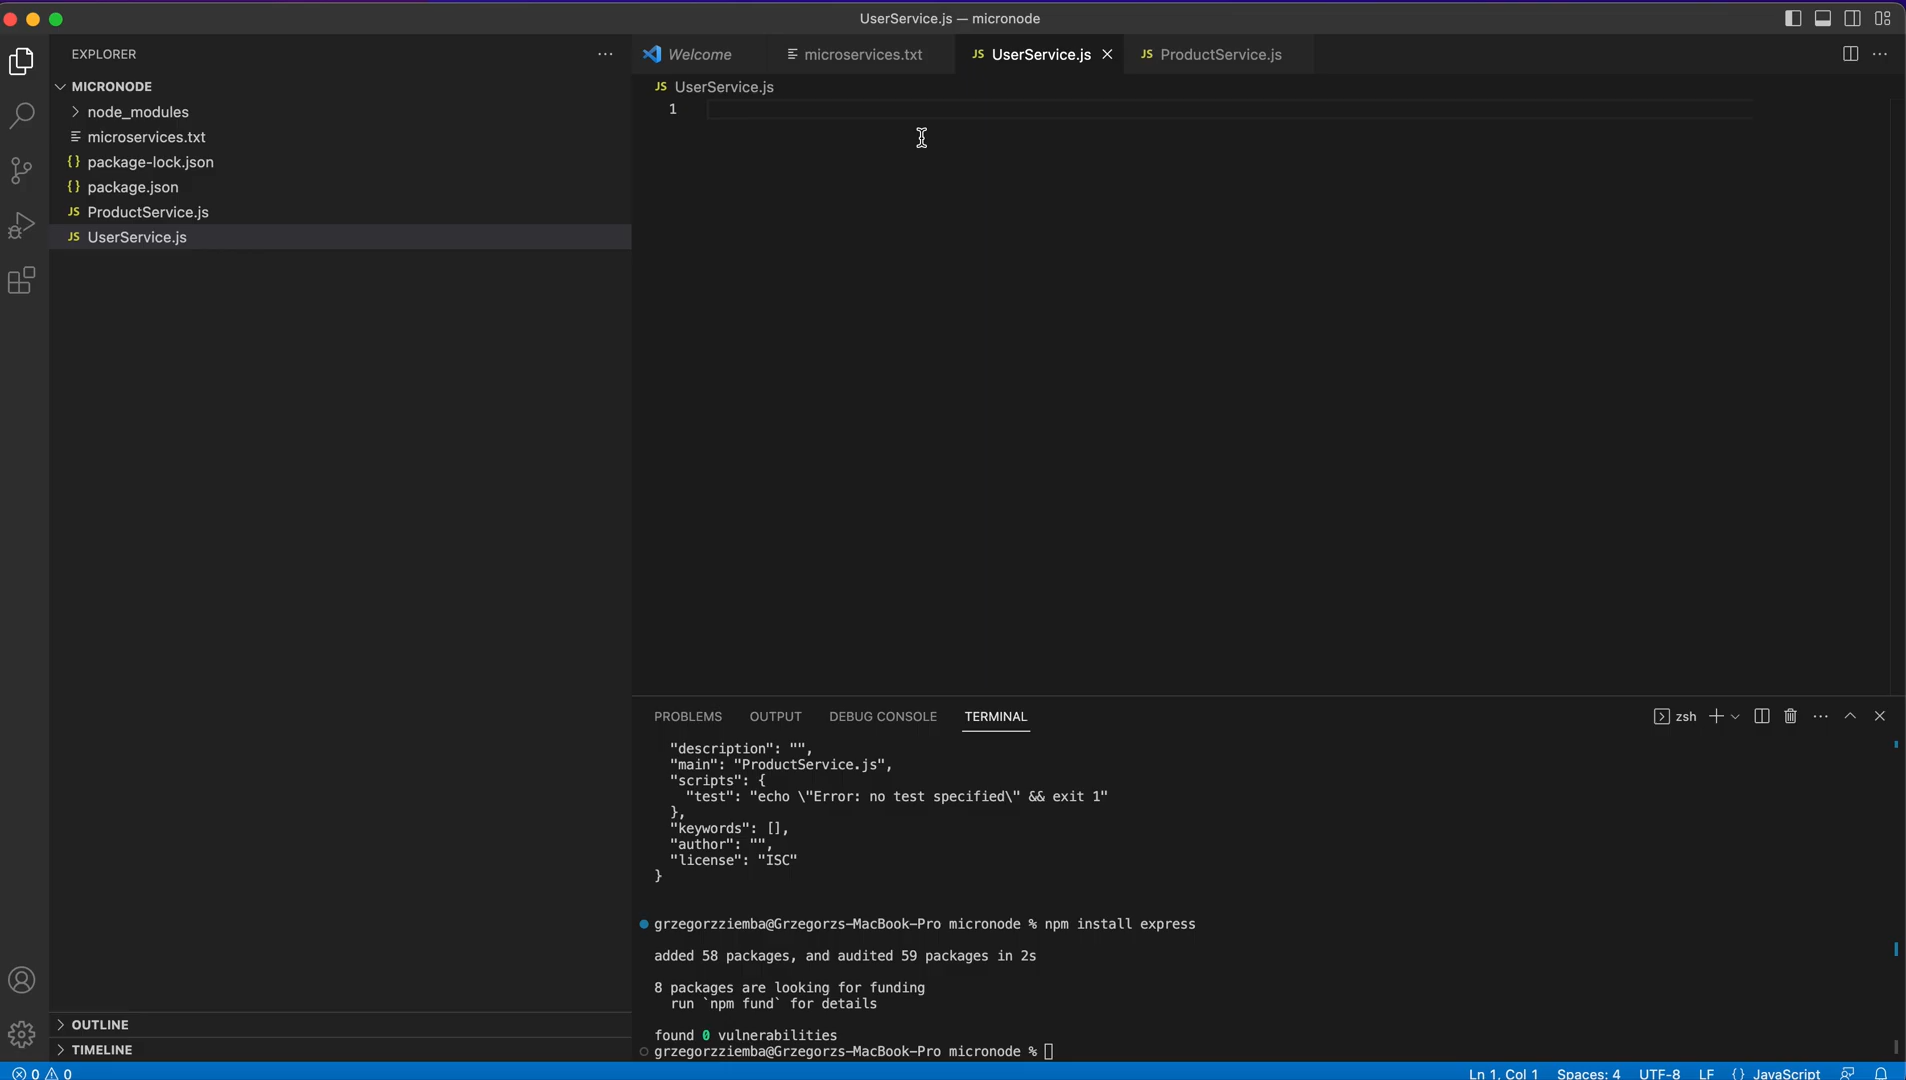 UserService.js — micronode
EXPLORER
MICRONODE
node_modules
microservices.txt
package-lock.json
package.json
ProductService.js
UserService.js
OUTLINE
TIMELINE
Welcome
microservices.txt
JS UserService.js
JS ProductService.js
JS UserService.js
1
PROBLEMS
OUTPUT
DEBUG CONSOLE
TERMINAL
zsh
"description": "",
"main": "ProductService.js",
"scripts": {
"test": "echo \"Error: no test specified\" && exit 1"
},
"keywords": [],
"author": "",
"license": "ISC"
}
grzegorzziemba@Grzegorzs-MacBook-Pro micronode % npm install express
added 58 packages, and audited 59 packages in 2s
8 packages are looking for funding
run `npm fund` for details
found 0 vulnerabilities
grzegorzziemba@Grzegorzs-MacBook-Pro micronode %
0 0
Ln 1, Col 1
Spaces: 4
UTF-8
LF
{} JavaScript